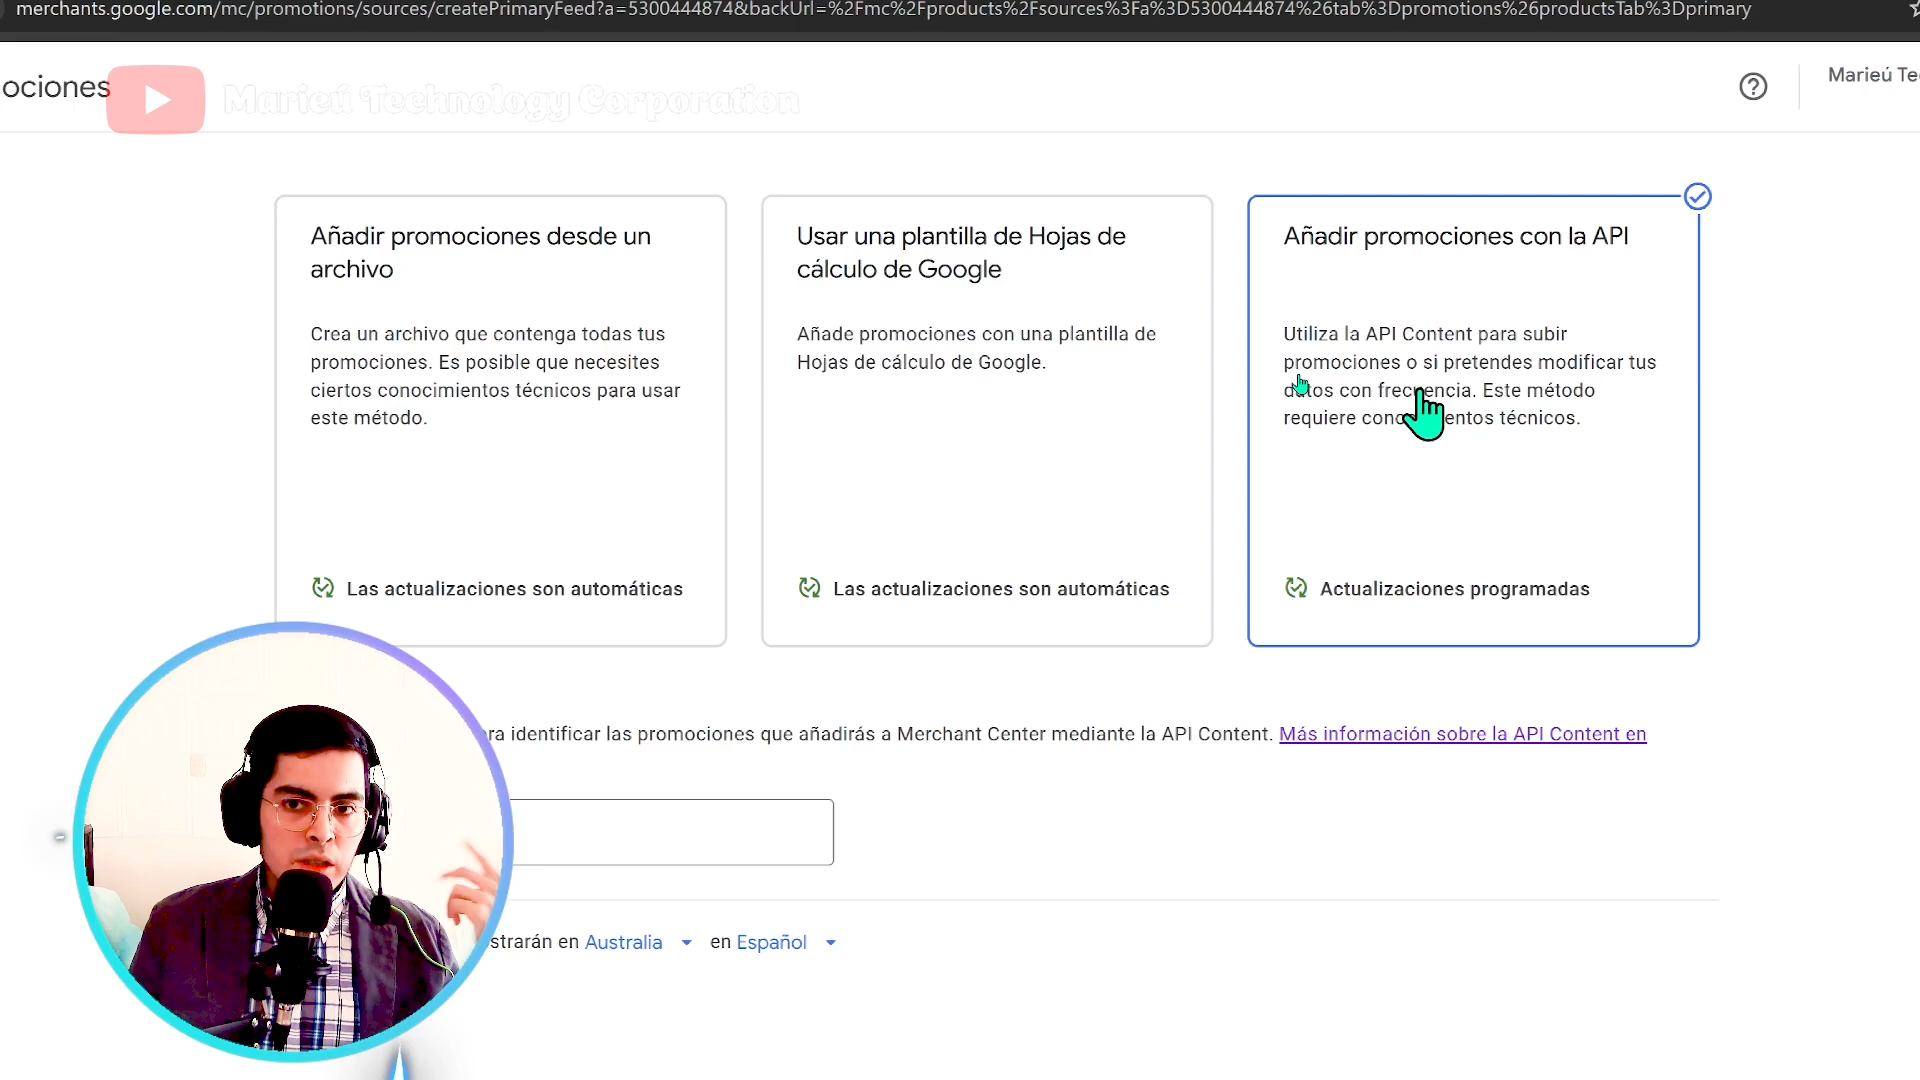 merchants.google.com/mc/promotions/sources/createPrimaryFeed?a=5300444874&backUrl=%2Fmc%2Fproducts%2Fsources%3Fa%3D5300444874%26tab%3Dpromotions%26productsTab%3Dprimary
ociones
Marieú Technology Corporation
Marieú Te
Añadir promociones desde un
archivo
Crea un archivo que contenga todas tus
promociones. Es posible que necesites
ciertos conocimientos técnicos para usar
este método.
Las actualizaciones son automáticas
Usar una plantilla de Hojas de
cálculo de Google
Añade promociones con una plantilla de
Hojas de cálculo de Google.
Las actualizaciones son automáticas
Añadir promociones con la API
Utiliza la API Content para subir
promociones o si pretendes modificar tus
datos con frecuencia. Este método
requiere conocimientos técnicos.
Actualizaciones programadas
ra identificar las promociones que añadirás a Merchant Center mediante la API Content. Más información sobre la API Content en
strarán en Australia en Español